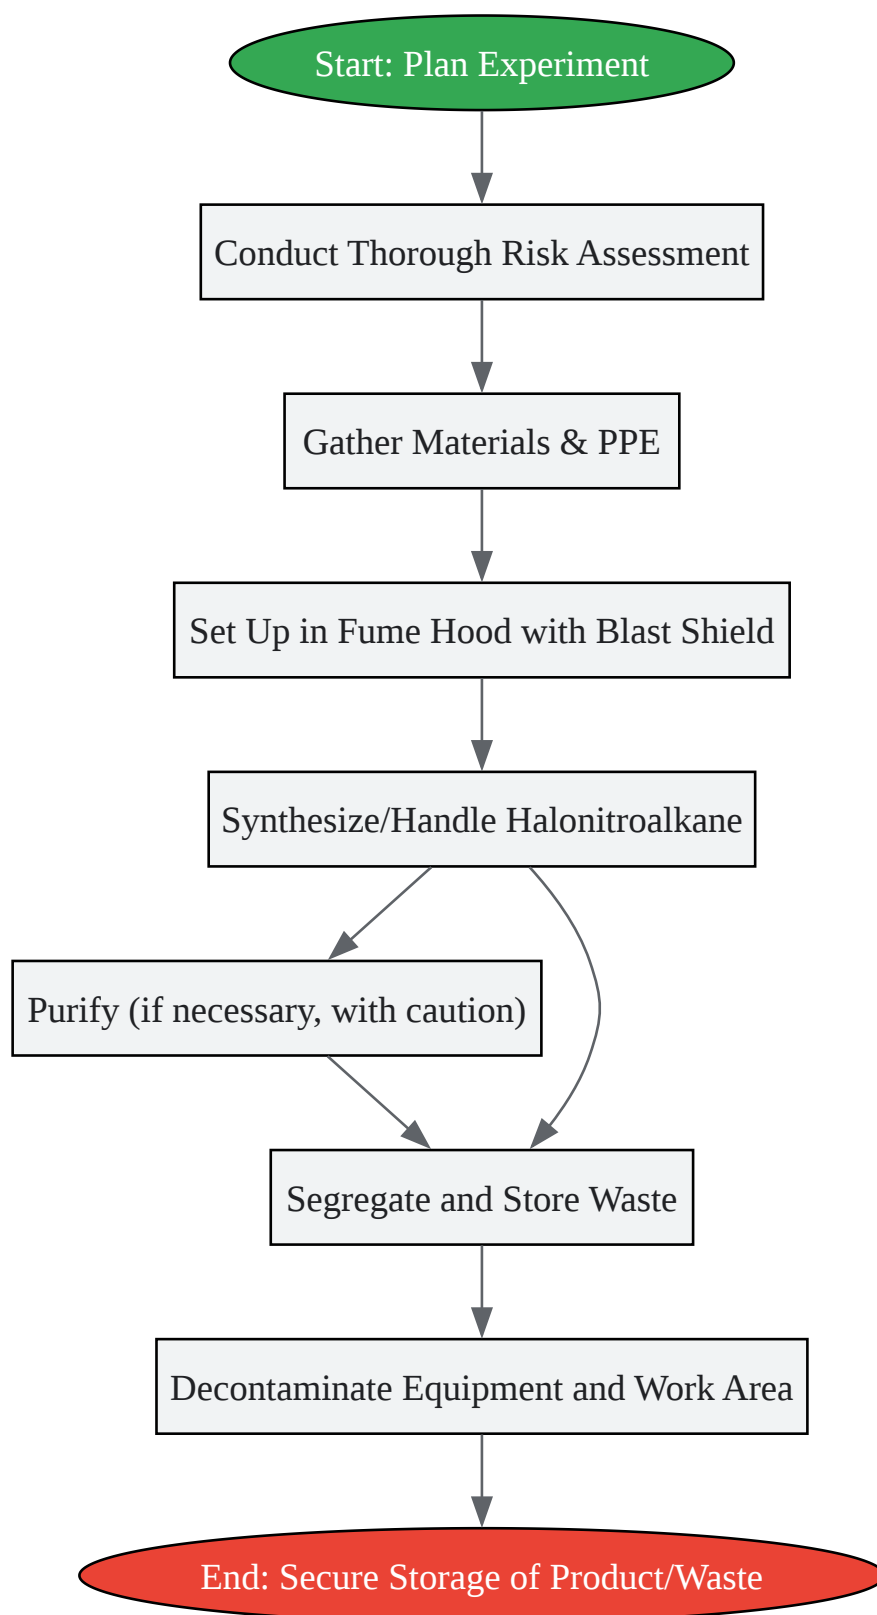 Start: Plan Experiment
Conduct Thorough Risk Assessment
Gather Materials & PPE
Set Up in Fume Hood with Blast Shield
Synthesize/Handle Halonitroalkane
Purify (if necessary, with caution)
Segregate and Store Waste
Decontaminate Equipment and Work Area
End: Secure Storage of Product/Waste